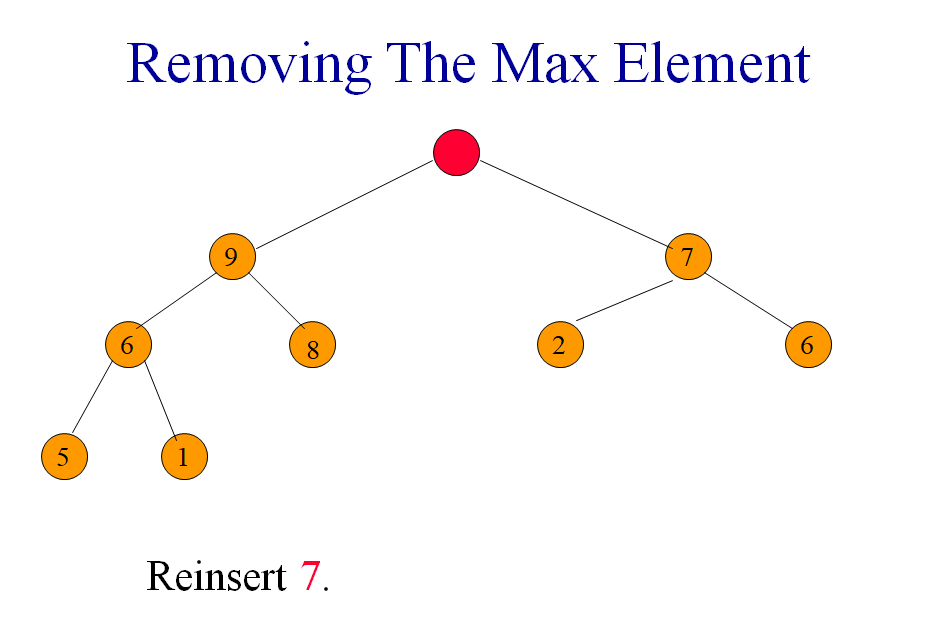 Removing The Max Element
9 7
6 8 2 6
5 1
Reinsert 7.